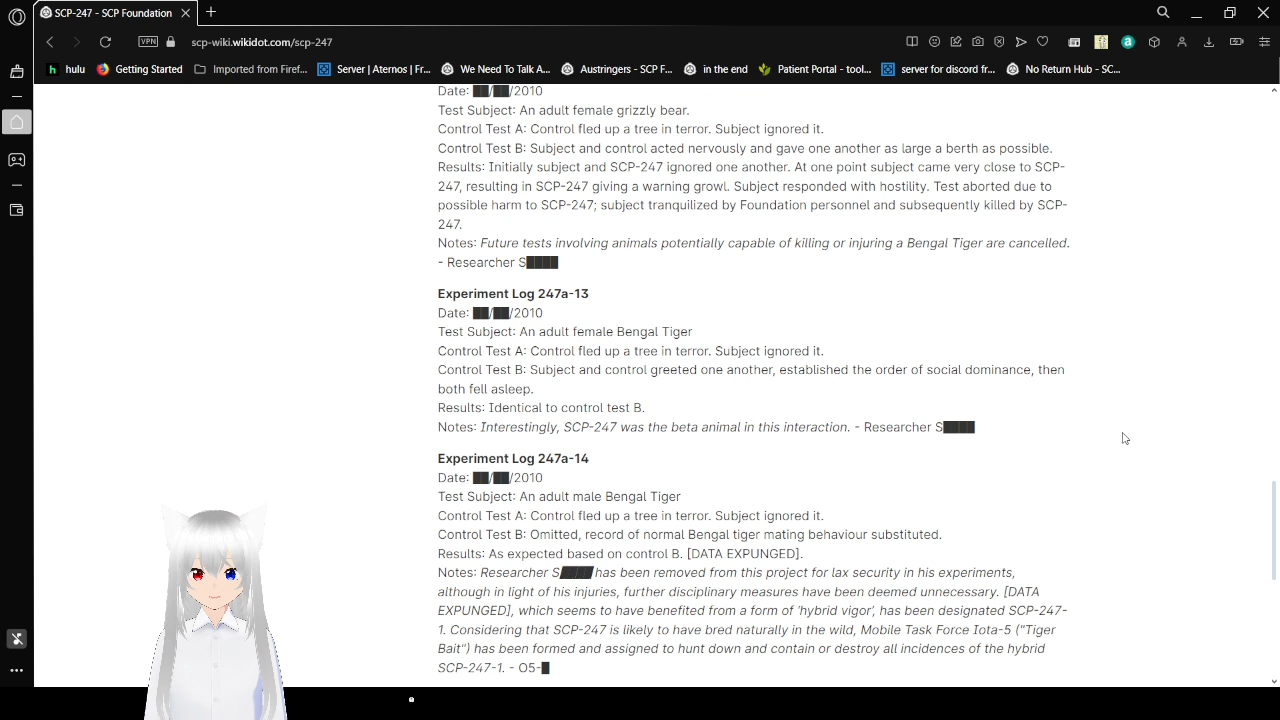 SCP-247 - SCP Foundation
VPN
scp-wiki.wikidot.com/scp-247
hulu
Getting Started
Imported from Firef...
Server | Aternos | Fr...
We Need To Talk A...
Austringers - SCP F...
in the end
Patient Portal - tool...
server for discord fr...
No Return Hub - SC...
Date: ██/██/2010
Test Subject: An adult female grizzly bear.
Control Test A: Control fled up a tree in terror. Subject ignored it.
Control Test B: Subject and control acted nervously and gave one another as large a berth as possible.
Results: Initially subject and SCP-247 ignored one another. At one point subject came very close to SCP-
247, resulting in SCP-247 giving a warning growl. Subject responded with hostility. Test aborted due to
possible harm to SCP-247; subject tranquilized by Foundation personnel and subsequently killed by SCP-
247.
Notes: Future tests involving animals potentially capable of killing or injuring a Bengal Tiger are cancelled.
- Researcher S████
Experiment Log 247a-13
Date: ██/██/2010
Test Subject: An adult female Bengal Tiger
Control Test A: Control fled up a tree in terror. Subject ignored it.
Control Test B: Subject and control greeted one another, established the order of social dominance, then
both fell asleep.
Results: Identical to control test B.
Notes: Interestingly, SCP-247 was the beta animal in this interaction. - Researcher S████
Experiment Log 247a-14
Date: ██/██/2010
Test Subject: An adult male Bengal Tiger
Control Test A: Control fled up a tree in terror. Subject ignored it.
Control Test B: Omitted, record of normal Bengal tiger mating behaviour substituted.
Results: As expected based on control B. [DATA EXPUNGED].
Notes: Researcher S████ has been removed from this project for lax security in his experiments,
although in light of his injuries, further disciplinary measures have been deemed unnecessary. [DATA
EXPUNGED], which seems to have benefited from a form of 'hybrid vigor', has been designated SCP-247-
1. Considering that SCP-247 is likely to have bred naturally in the wild, Mobile Task Force Iota-5 ("Tiger
Bait") has been formed and assigned to hunt down and contain or destroy all incidences of the hybrid
SCP-247-1. - O5-█